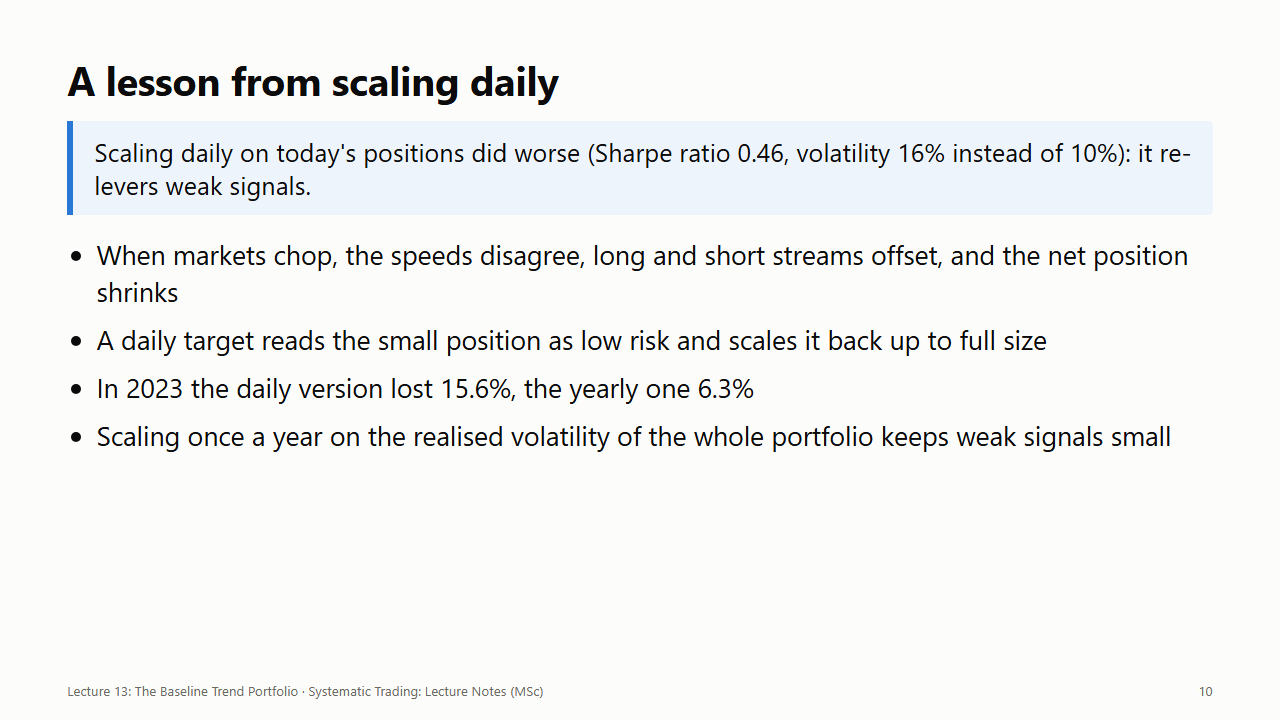 A lesson from scaling daily
Scaling daily on today's positions did worse (Sharpe ratio 0.46, volatility 16% instead of 10%): it re-
levers weak signals.
• When markets chop, the speeds disagree, long and short streams offset, and the net position
shrinks
• A daily target reads the small position as low risk and scales it back up to full size
• In 2023 the daily version lost 15.6%, the yearly one 6.3%
• Scaling once a year on the realised volatility of the whole portfolio keeps weak signals small
Lecture 13: The Baseline Trend Portfolio · Systematic Trading: Lecture Notes (MSc)
10